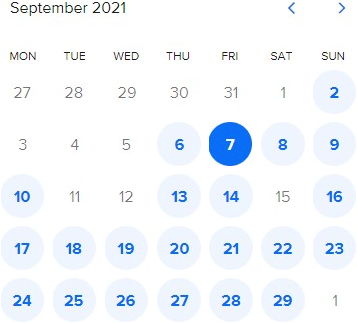 September 2021
MON TUE WED THU FRI SAT SUN
27 28 29 30 31 1 2
3 4 5 6 7 8 9
10 11 12 13 14 15 16
17 18 19 20 21 22 23
24 25 26 27 28 29 1